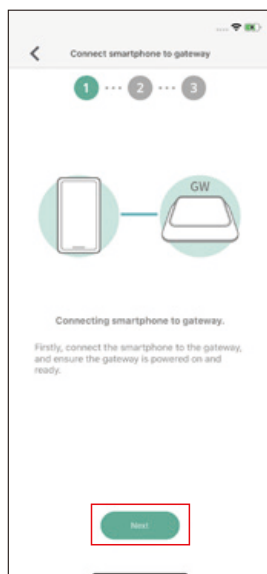 Connect smartphone to gateway
1 ... 2 ... 3
GW
Connecting smartphone to gateway.
Firstly, connect the smartphone to the gateway,
and ensure the gateway is powered on and
ready.
Next